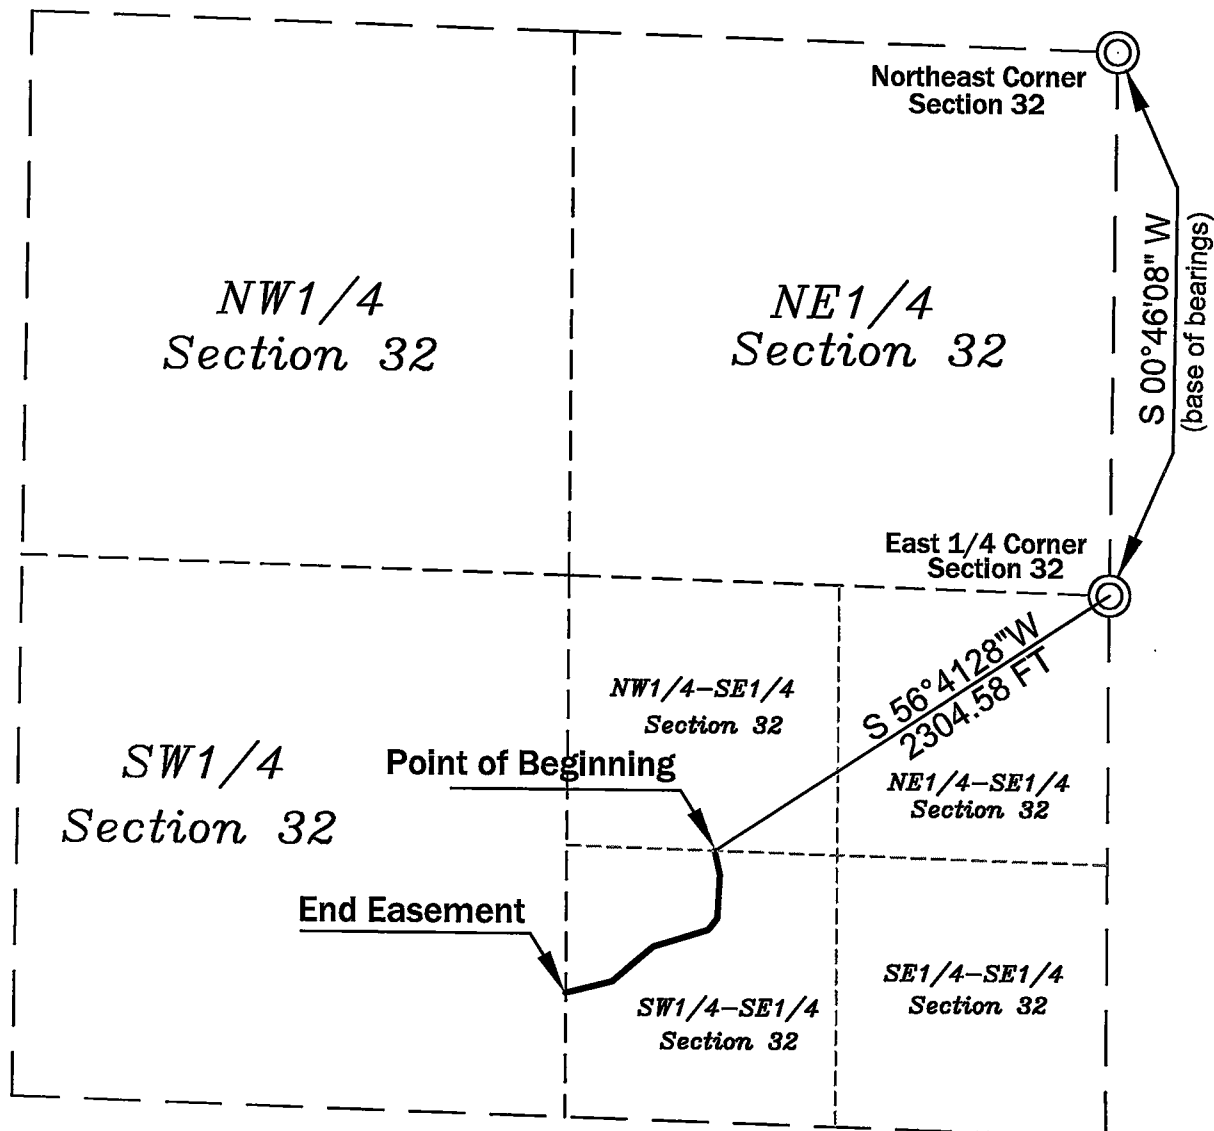 Northeast Corner
Section 32
NW1/4
Section 32
NE1/4
Section 32
S 00°46'08" W
(base of bearings)
East 1/4 Corner
Section 32
S 56°4128"W
2304.58 FT
NW1/4-SE1/4
Section 32
SW1/4
Section 32
Point of Beginning
NE1/4-SE1/4
Section 32
End Easement
SE1/4-SE1/4
Section 32
SW1/4-SE1/4
Section 32